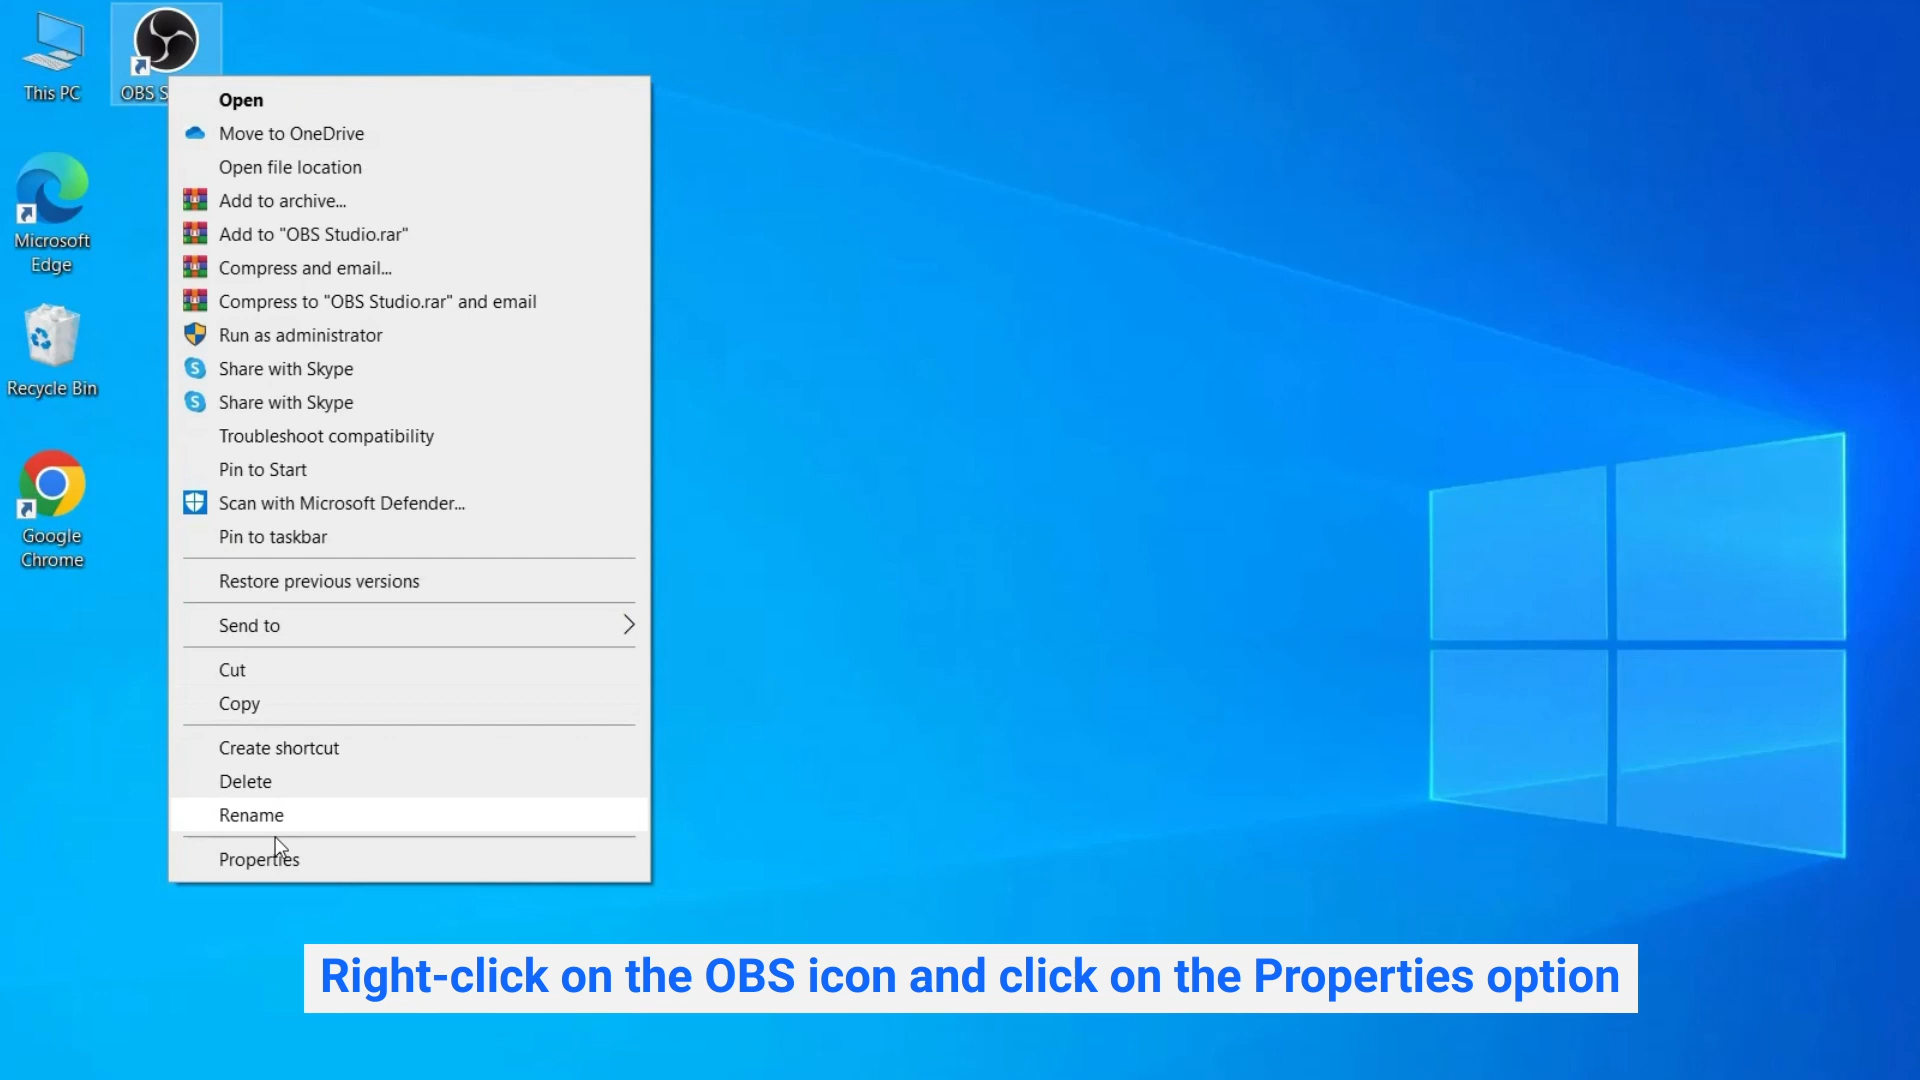 This PC
OBS S
Microsoft
Edge
Recycle Bin
Google
Chrome
Open
Move to OneDrive
Open file location
Add to archive...
Add to "OBS Studio.rar"
Compress and email...
Compress to "OBS Studio.rar" and email
Run as administrator
Share with Skype
Share with Skype
Troubleshoot compatibility
Pin to Start
Scan with Microsoft Defender...
Pin to taskbar
Restore previous versions
Send to
Cut
Copy
Create shortcut
Delete
Rename
Properties
Right-click on the OBS icon and click on the Properties option